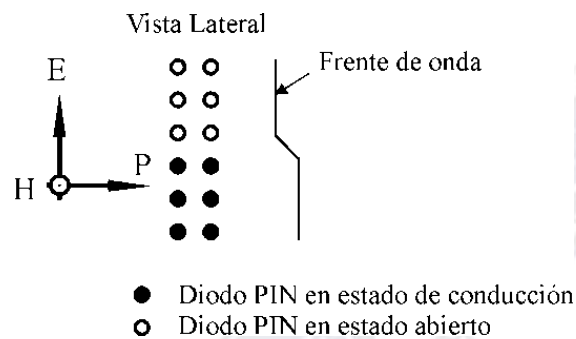 Vista Lateral
E
Frente de onda
P
H
Diodo PIN en estado de conducción
Diodo PIN en estado abierto